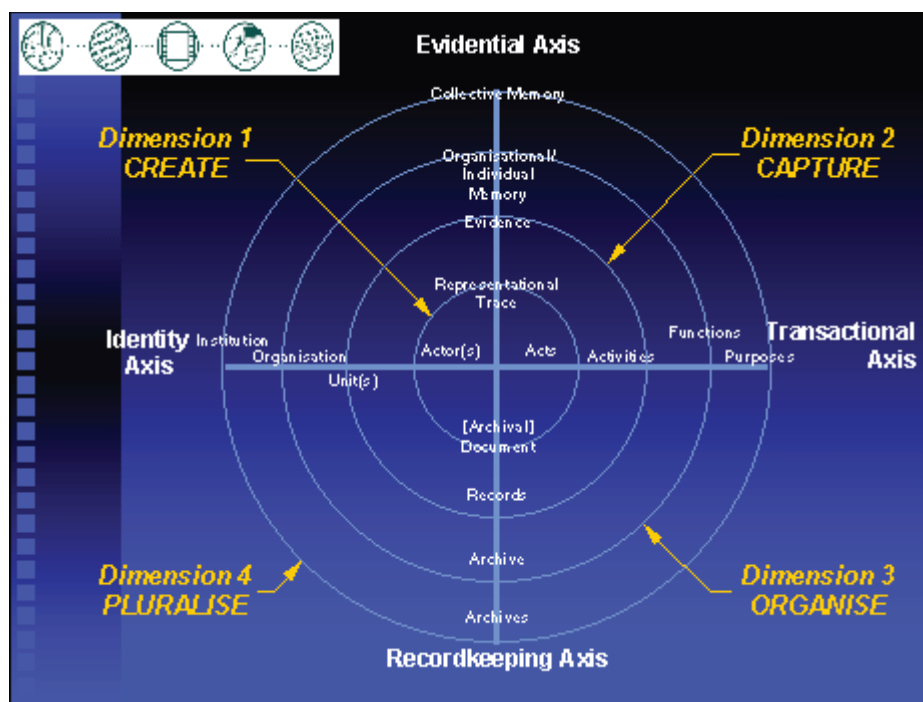 Evidential Axis
Collective Memory
Dimension 1
CREATE
Dimension 2
CAPTURE
Organisational/
Individual
Memory
Evidence
Representational
Trace
Identity
Axis
Institution
Organisation
Unit(s)
Actor(s)
Acts
Activities
Functions
Purposes
Transactional
Axis
[Archival]
Document
Records
Archive
Archives
Dimension 4
PLURALISE
Dimension 3
ORGANISE
Recordkeeping Axis